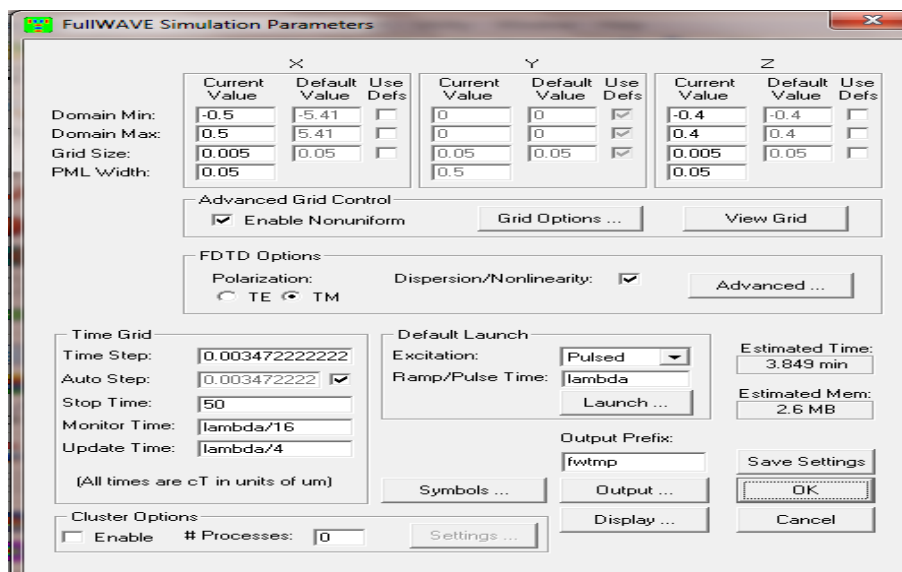 FullWAVE Simulation Parameters
X Y Z
Current Value Default Value Use Defs Current Value Default Value Use Defs Current Value Default Value Use Defs
Domain Min: -0.5 -5.41 0 0 -0.4 -0.4
Domain Max: 0.5 5.41 0 0 0.4 0.4
Grid Size: 0.005 0.05 0.05 0.05 0.005 0.05
PML Width: 0.05 0.5 0.05
Advanced Grid Control
Enable Nonuniform Grid Options ... View Grid
FDTD Options
Polarization: Dispersion/Nonlinearity:
TE TM Advanced ...
Time Grid
Time Step: 0.003472222222
Auto Step: 0.003472222
Stop Time: 50
Monitor Time: lambda/16
Update Time: lambda/4
(All times are cT in units of um)
Default Launch
Excitation: Pulsed
Ramp/Pulse Time: lambda
Launch ...
Estimated Time:
3.849 min
Estimated Mem:
2.6 MB
Output Prefix:
fwtmp
Save Settings
Symbols ... Output ... OK
Display ... Cancel
Cluster Options
Enable # Processes: 0 Settings ...